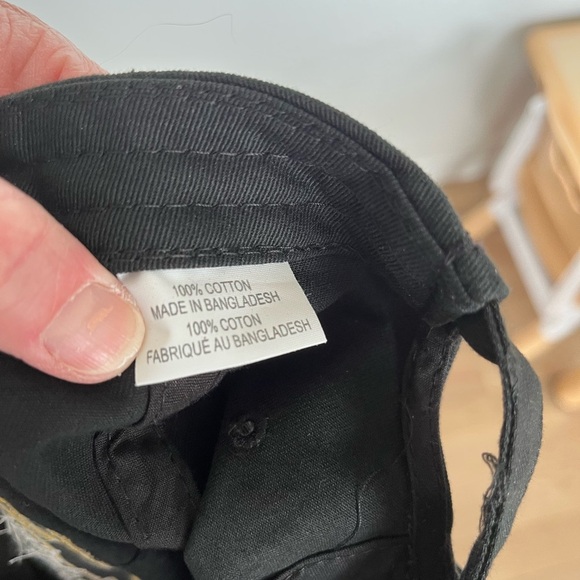 100% COTTON
MADE IN BANGLADESH
100% COTON
FABRIQUÉ AU BANGLADESH